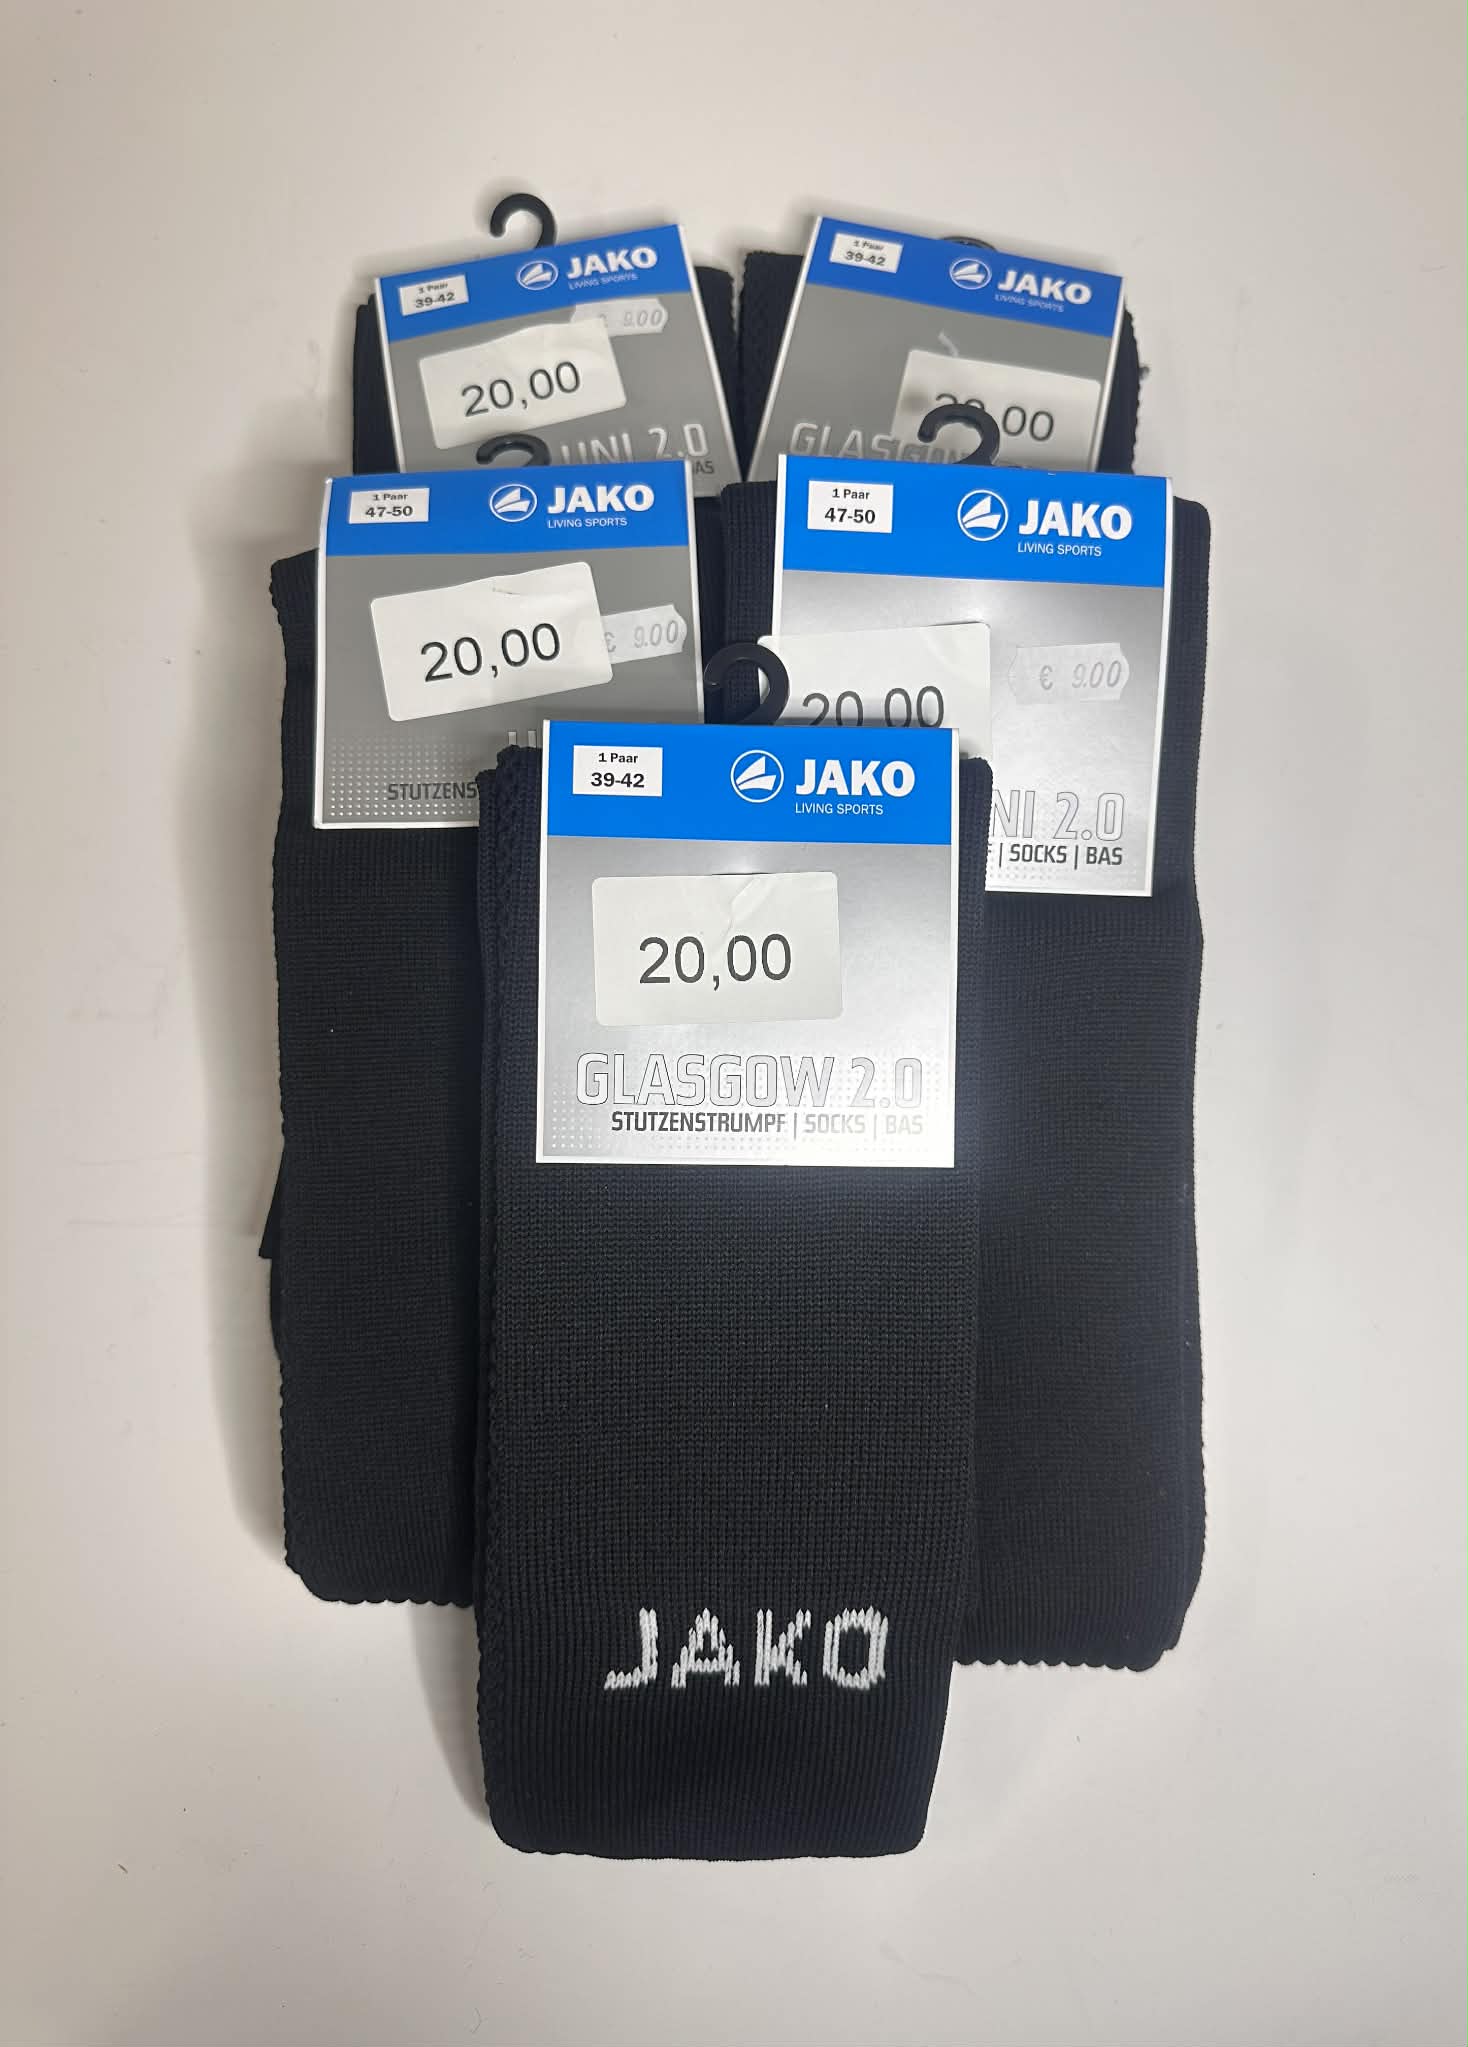 1 Paar
39-42
JAKO
LIVING SPORTS
€ 9.00
20,00
UNI 2.0
BAS
1 Paar
39-42
JAKO
LIVING SPORTS
20,00
GLASGOW
1 Paar
47-50
JAKO
LIVING SPORTS
20,00
€ 9.00
STUTZENS
1 Paar
47-50
JAKO
LIVING SPORTS
20,00
€ 9.00
NI 2.0
| SOCKS | BAS
1 Paar
39-42
JAKO
LIVING SPORTS
20,00
GLASGOW 2.0
STUTZENSTRUMPF | SOCKS | BAS
JAKO